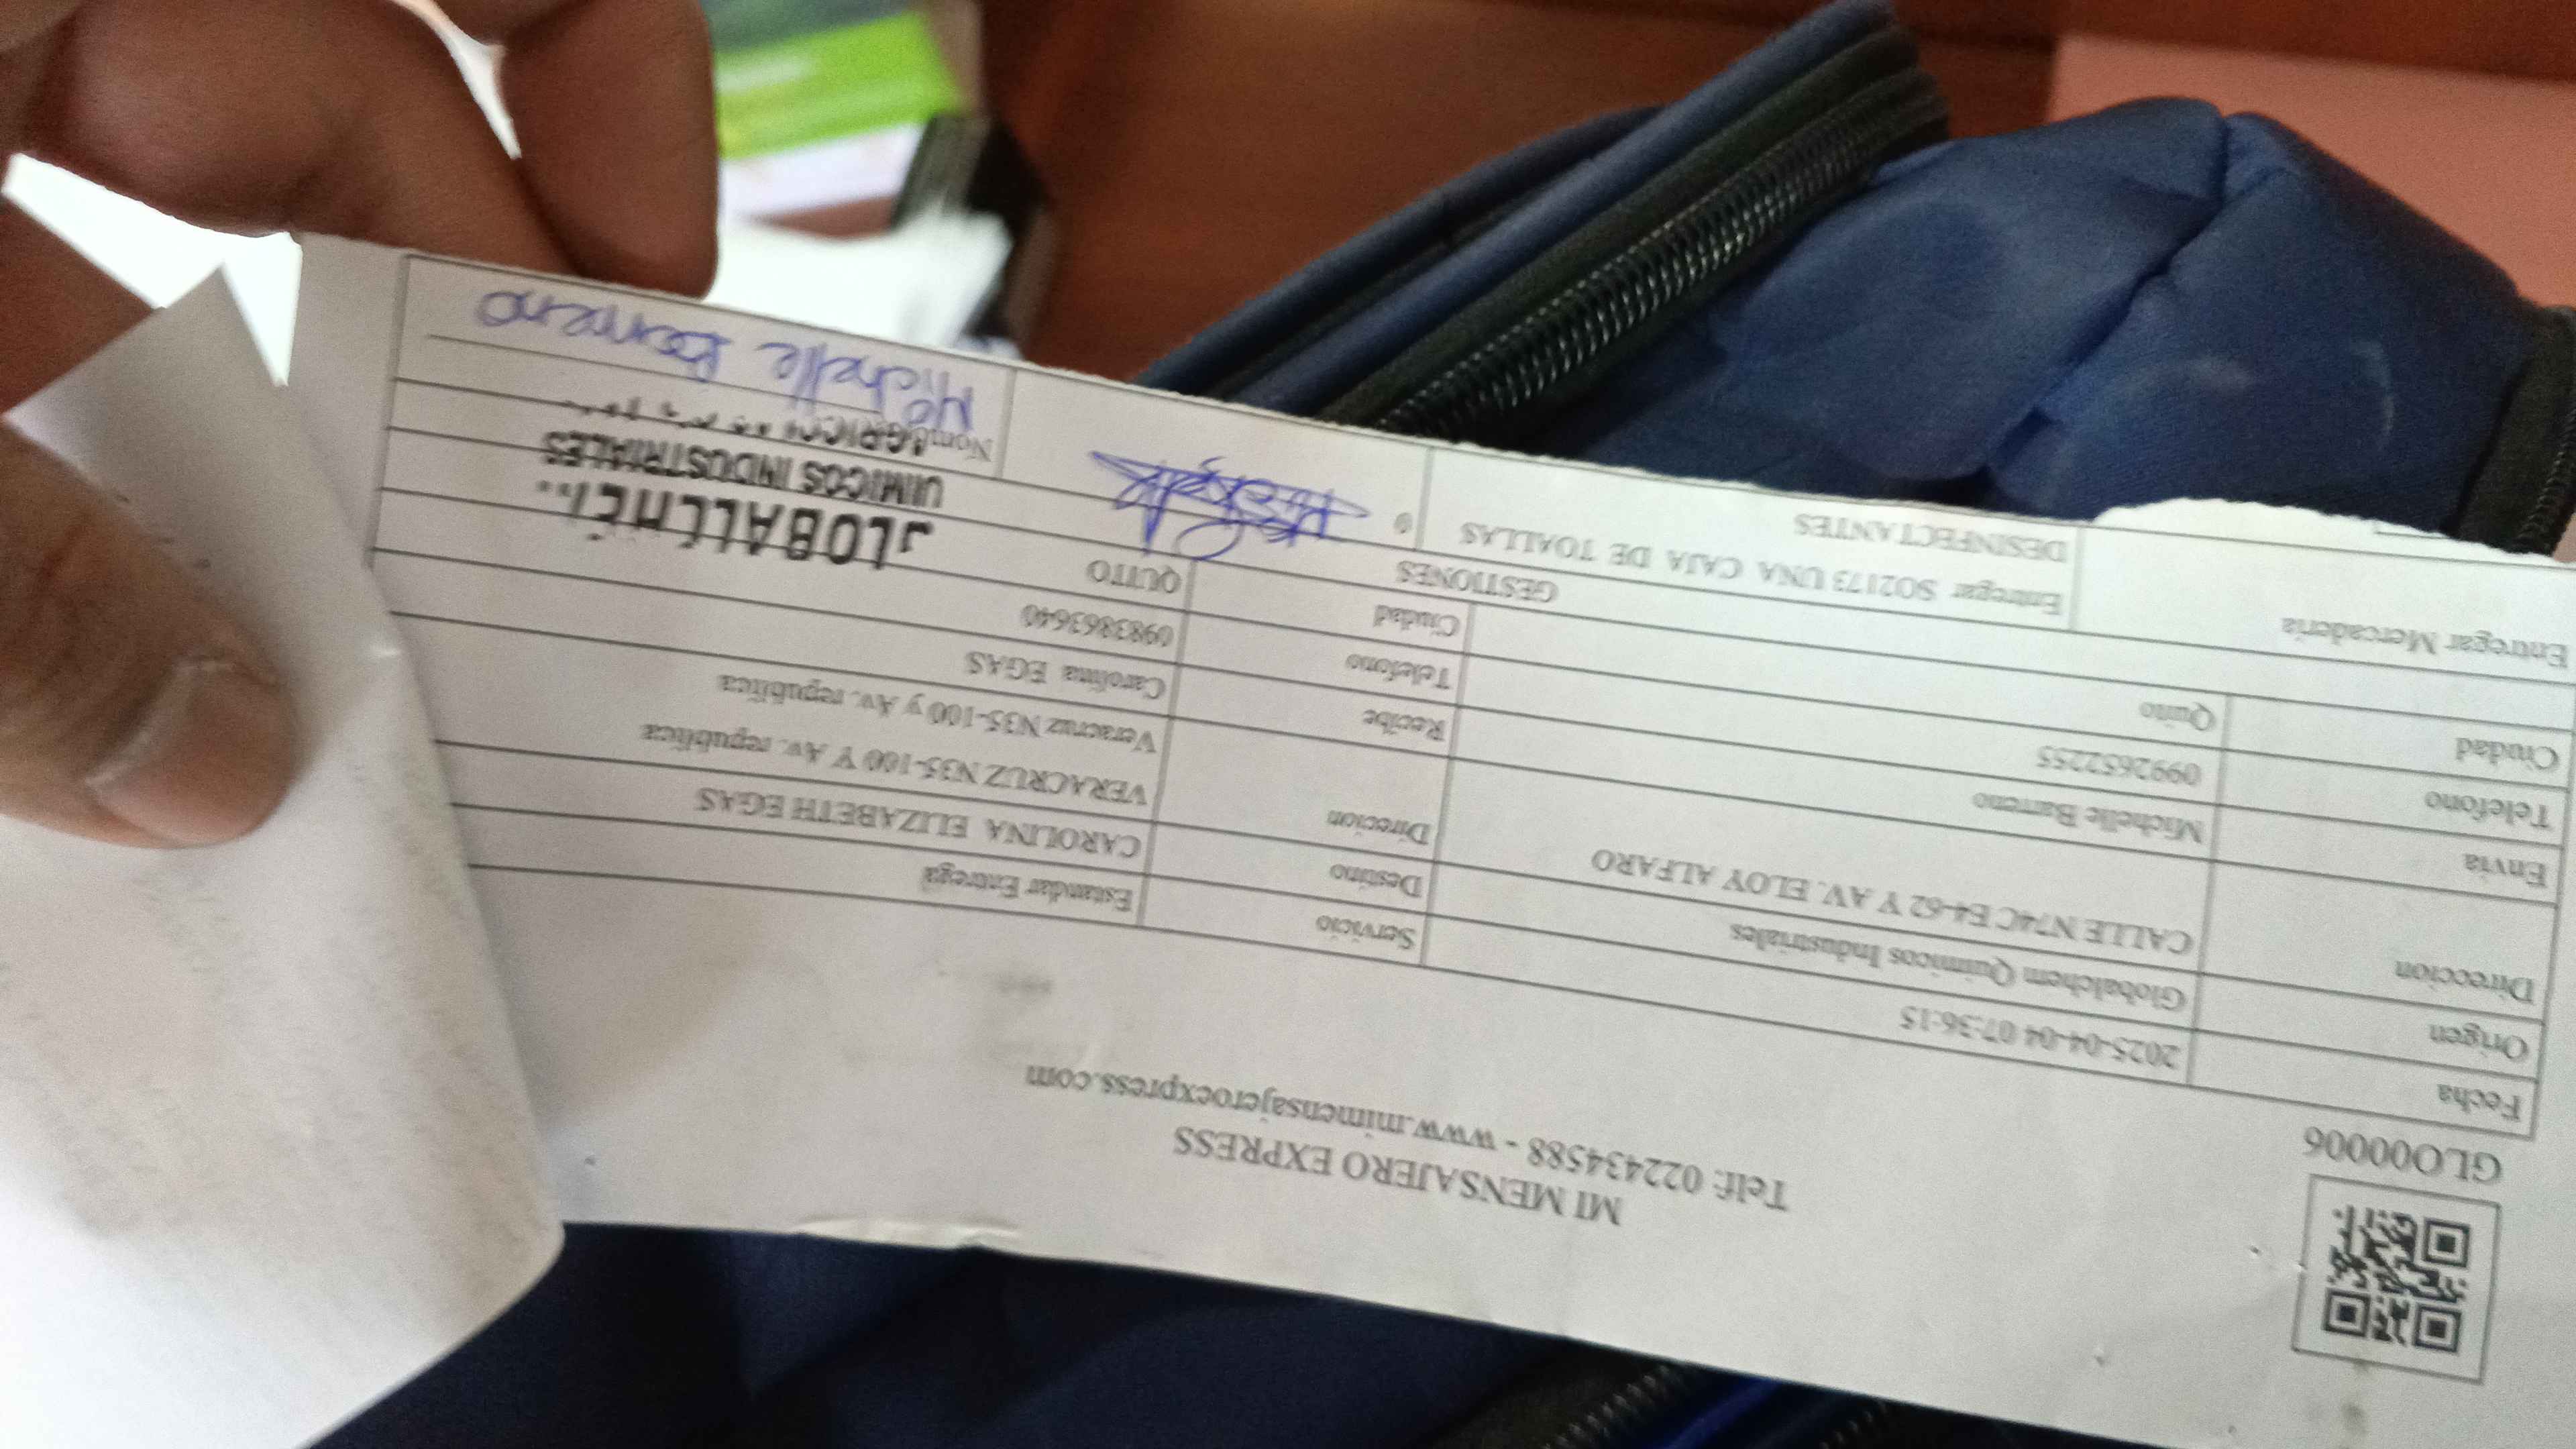 MI MENSAJERO EXPRESS
Telf: 022434588 - www.mimensajeroexpress.com
GLO000006
Fecha 2025-04-04 07:36:15 Servicio Estandar Entrega
Origen Globalchem Quimicos Industriales Destino CAROLINA ELIZABETH EGAS
Direccion CALLE N74C E4-62 Y AV. ELOY ALFARO Direccion VERACRUZ N35-100 Y Av. republica
Veracruz N35-100 y Av. republica
Envia Michelle Barreno Recibe Carolina EGAS
Telefono 0992652255 Telefono 0983863640
Ciudad Quito Ciudad QUITO
GESTIONES
Entregar Mercaderia Entregar SO2173 UNA CAJA DE TOALLAS
DESINFECTANTES
UIMICOS INDUSTRIALES
Michelle Barreno